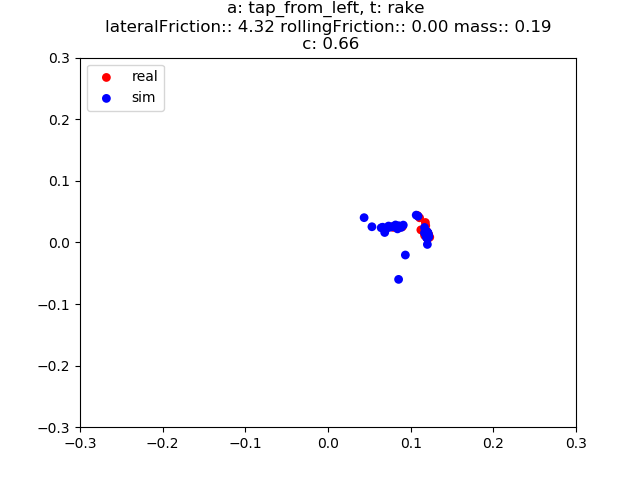 a: tap_from_left, t: rake
lateralFriction:: 4.32 rollingFriction:: 0.00 mass:: 0.19
c: 0.66
real
sim
0.3
0.2
0.1
0.0
−0.1
−0.2
−0.3
−0.3 −0.2 −0.1 0.0 0.1 0.2 0.3